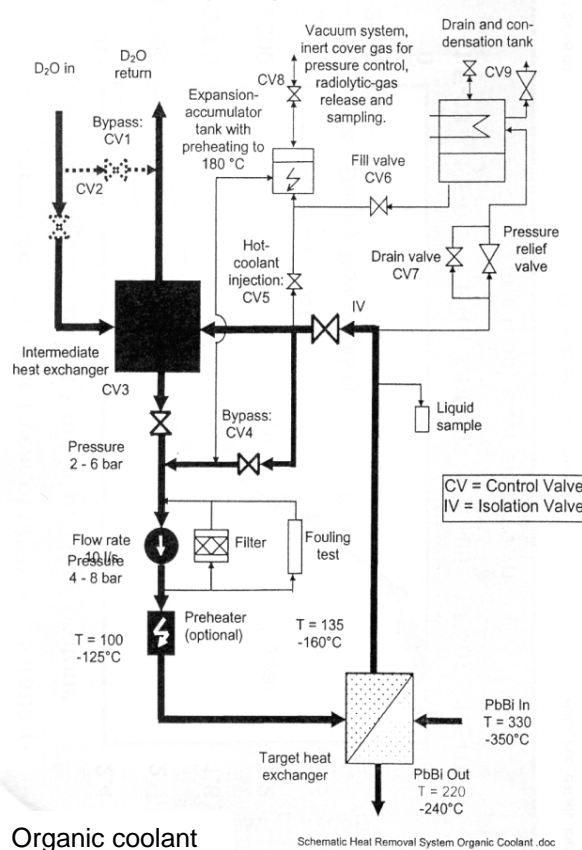 Vacuum system,
inert cover gas for
pressure control,
radiolytic-gas
release and
sampling.
Drain and con-
densation tank
D₂O in
D₂O
return
CV8
CV9
Expansion-
accumulator
tank with
preheating to
180 °C
Bypass:
CV1
CV2
Fill valve
CV6
Hot-
coolant
injection:
CV5
Drain valve
CV7
Pressure
relief
valve
IV
Intermediate
heat exchanger
CV3
Bypass:
CV4
Liquid
sample
Pressure
2 - 6 bar
CV = Control Valve
IV = Isolation Valve
Flow rate
10 l/s
Pressure
4 - 8 bar
Filter
Fouling
test
Preheater
(optional)
T = 100
-125°C
T = 135
-160°C
PbBi In
T = 330
-350°C
Target heat
exchanger
PbBi Out
T = 220
-240°C
Organic coolant
Schematic Heat Removal System Organic Coolant .doc